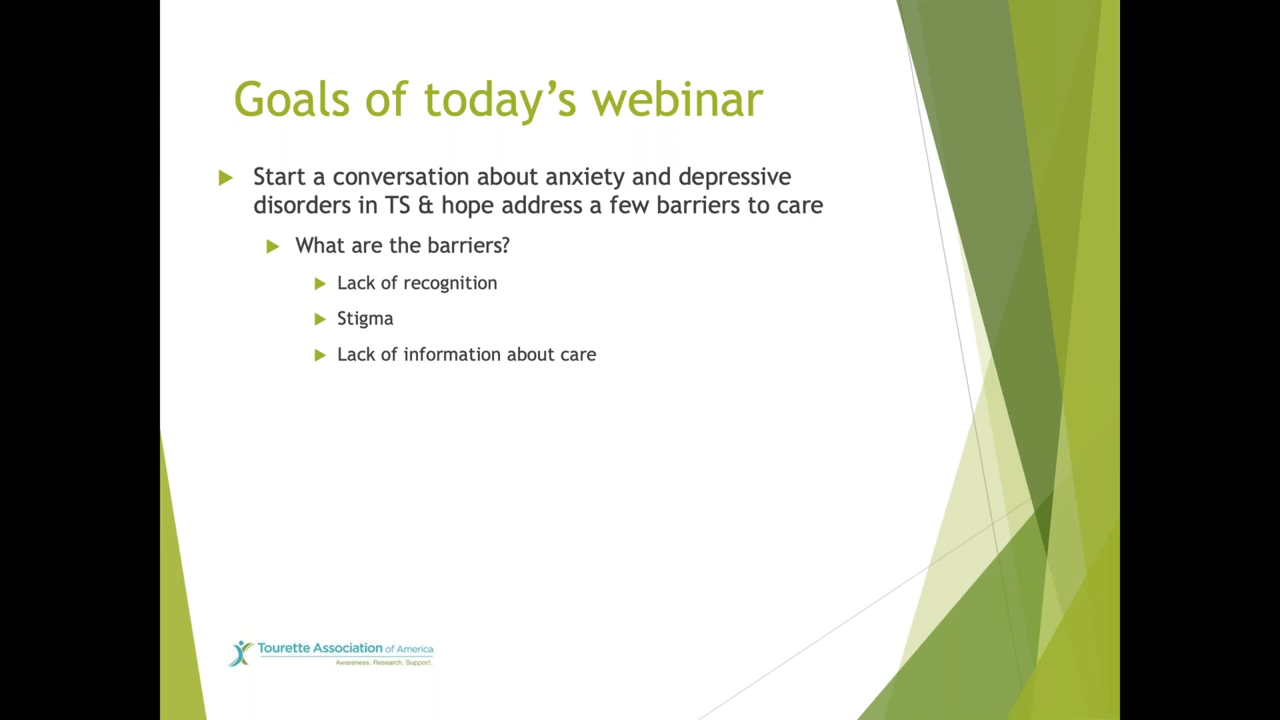 Goals of today’s webinar
Start a conversation about anxiety and depressive
disorders in TS & hope address a few barriers to care
What are the barriers?
Lack of recognition
Stigma
Lack of information about care
Tourette Association of America
Awareness. Research. Support.